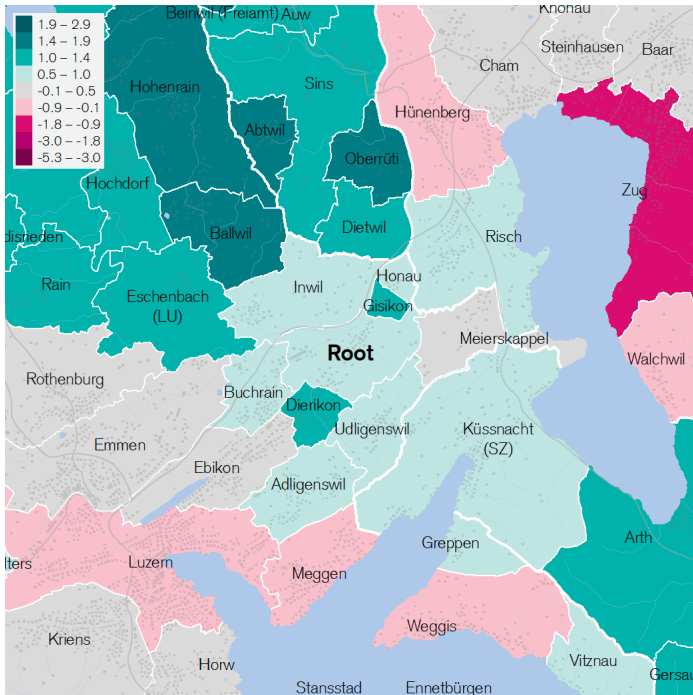 Beinwil (Freiamt) Auw
Knonau
1.9 – 2.9
1.4 – 1.9
1.0 – 1.4
0.5 – 1.0
-0.1 – 0.5
-0.9 – -0.1
-1.8 – -0.9
-3.0 – -1.8
-5.3 – -3.0
Steinhausen
Baar
Cham
Hohenrain
Sins
Hünenberg
Abtwil
Oberrüti
Hochdorf
Zug
Ballwil
Dietwil
Risch
disrieden
Rain
Eschenbach
(LU)
Inwil
Honau
Gisikon
Meierskappel
Root
Walchwil
Rothenburg
Buchrain
Dierikon
Udligenswil
Küssnacht
(SZ)
Emmen
Ebikon
Adligenswil
Arth
Greppen
lters
Luzern
Meggen
Weggis
Kriens
Horw
Vitznau
Gersau
Stansstad
Ennetbürgen